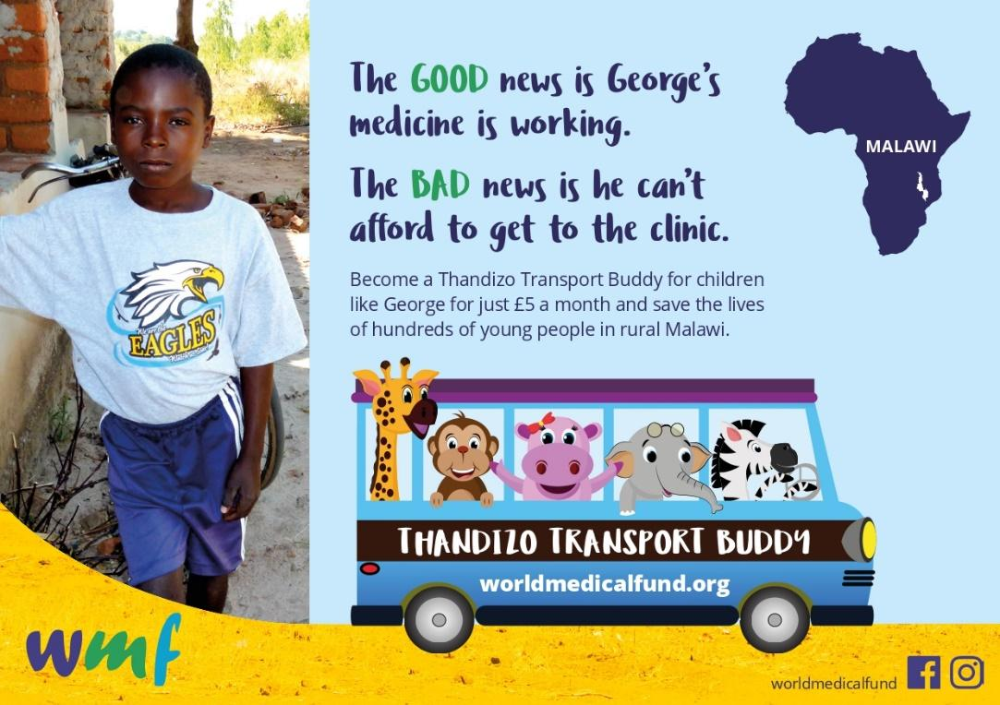 The GOOD news is George's
medicine is working.
The BAD news is he can't
afford to get to the clinic.
Become a Thandizo Transport Buddy for children
like George for just £5 a month and save the lives
of hundreds of young people in rural Malawi.
MALAWI
EAGLES
THANDIZO TRANSPORT BUDDY
worldmedicalfund.org
wmf
worldmedicalfund